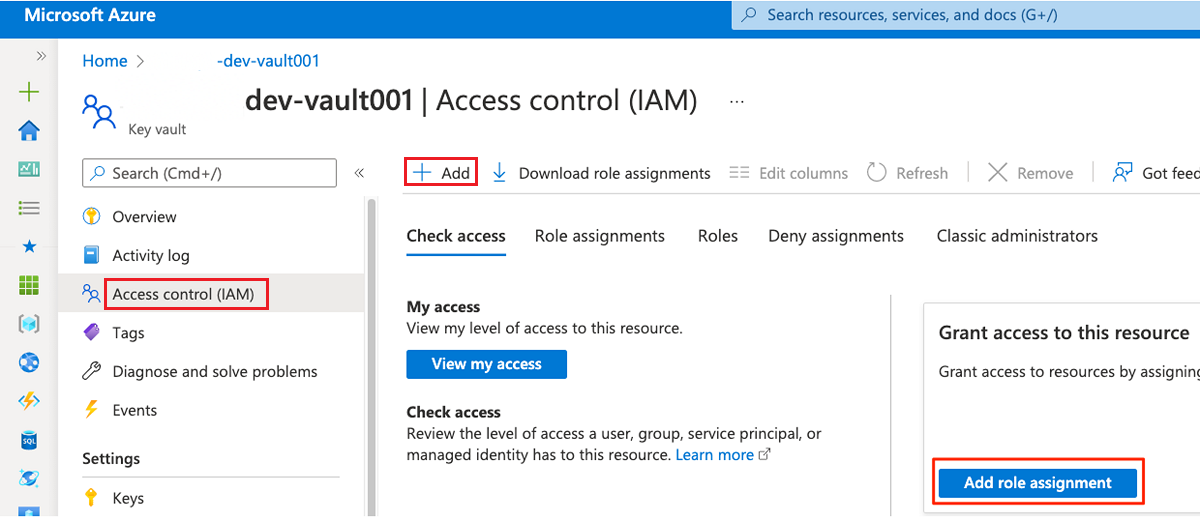 Microsoft Azure
Search resources, services, and docs (G+/)
Home
-dev-vault001
dev-vault001 | Access control (IAM) ...
Key vault
Search (Cmd+/)
Add
Download role assignments
Edit columns
Refresh
Remove
Got feed
Overview
Activity log
Access control (IAM)
Tags
Diagnose and solve problems
Events
Settings
Keys
Check access
Role assignments
Roles
Deny assignments
Classic administrators
My access
View my level of access to this resource.
View my access
Check access
Review the level of access a user, group, service principal, or
managed identity has to this resource. Learn more
Grant access to this resource
Grant access to resources by assigning
Add role assignment
SQL